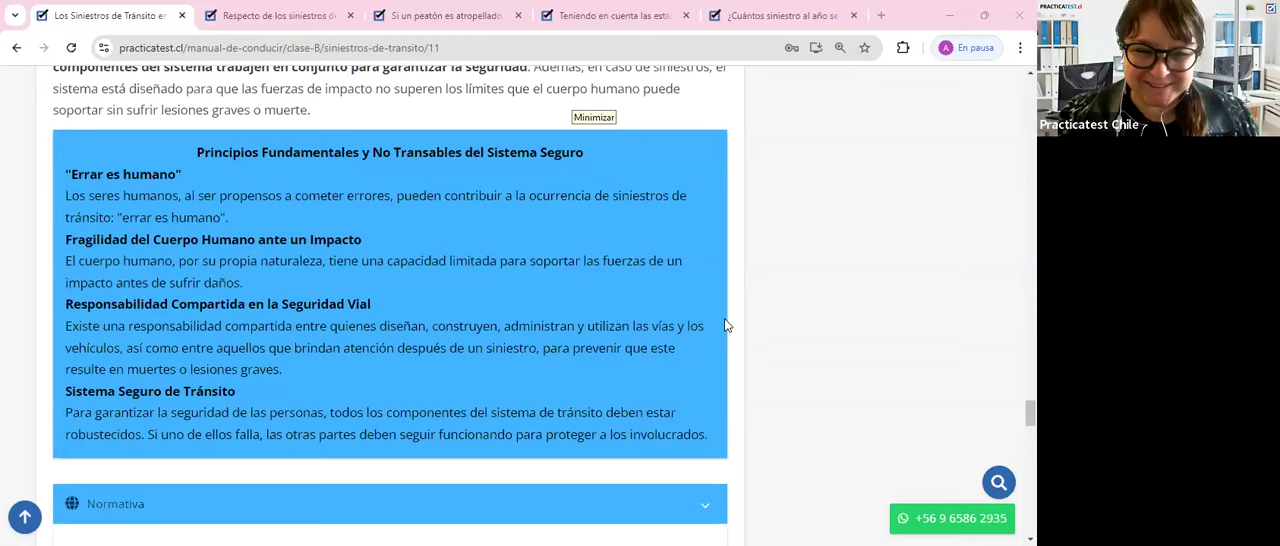 Los Siniestros de Tránsito en
Respecto de los siniestros de
Si un peatón es atropellado
Teniendo en cuenta las esta
¿Cuántos siniestro al año se
practicatest.cl/manual-de-conducir/clase-B/siniestros-de-transito/11
A En pausa
componentes del sistema trabajen en conjunto para garantizar la seguridad. Además, en caso de siniestros, el
sistema está diseñado para que las fuerzas de impacto no superen los límites que el cuerpo humano puede
soportar sin sufrir lesiones graves o muerte.
Minimizar
Principios Fundamentales y No Transables del Sistema Seguro
"Errar es humano"
Los seres humanos, al ser propensos a cometer errores, pueden contribuir a la ocurrencia de siniestros de
tránsito: "errar es humano".
Fragilidad del Cuerpo Humano ante un Impacto
El cuerpo humano, por su propia naturaleza, tiene una capacidad limitada para soportar las fuerzas de un
impacto antes de sufrir daños.
Responsabilidad Compartida en la Seguridad Vial
Existe una responsabilidad compartida entre quienes diseñan, construyen, administran y utilizan las vías y los
vehículos, así como entre aquellos que brindan atención después de un siniestro, para prevenir que este
resulte en muertes o lesiones graves.
Sistema Seguro de Tránsito
Para garantizar la seguridad de las personas, todos los componentes del sistema de tránsito deben estar
robustecidos. Si uno de ellos falla, las otras partes deben seguir funcionando para proteger a los involucrados.
Normativa
+56 9 6586 2935
PRACTICATEST.cl
Practicatest Chile